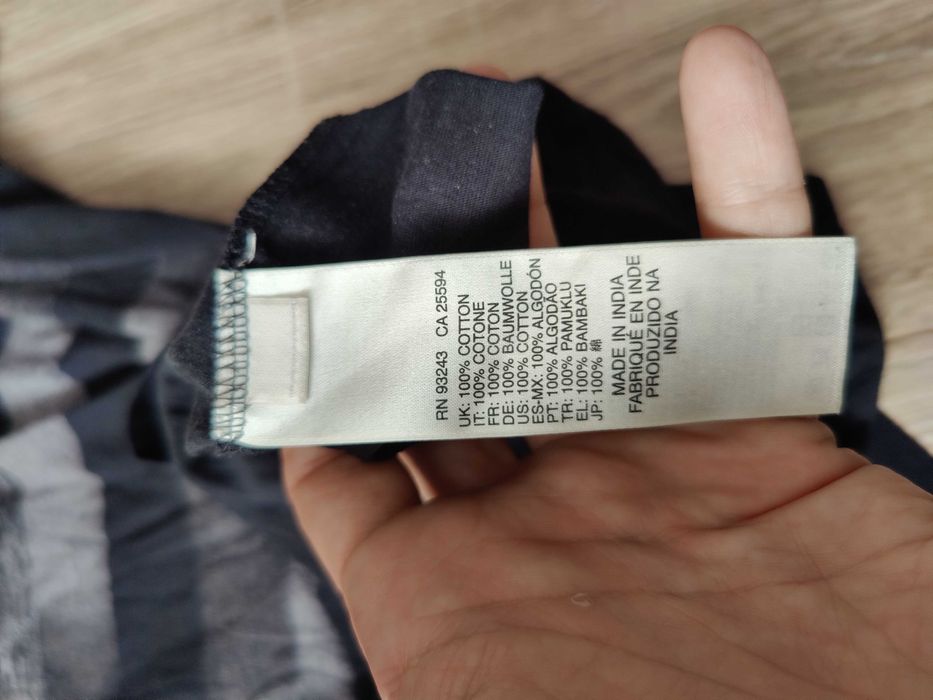 RN 93243 CA 25594
UK: 100% COTTON
IT: 100% COTONE
FR: 100% COTON
DE: 100% BAUMWOLLE
US: 100% COTTON
ES-MX: 100% ALGODÓN
PT: 100% ALGODÃO
TR: 100% PAMUKLU
EL: 100% BAMBAKI
JP: 100% 綿
MADE IN INDIA
FABRIQUÉ EN INDE
PRODUZIDO NA
INDIA